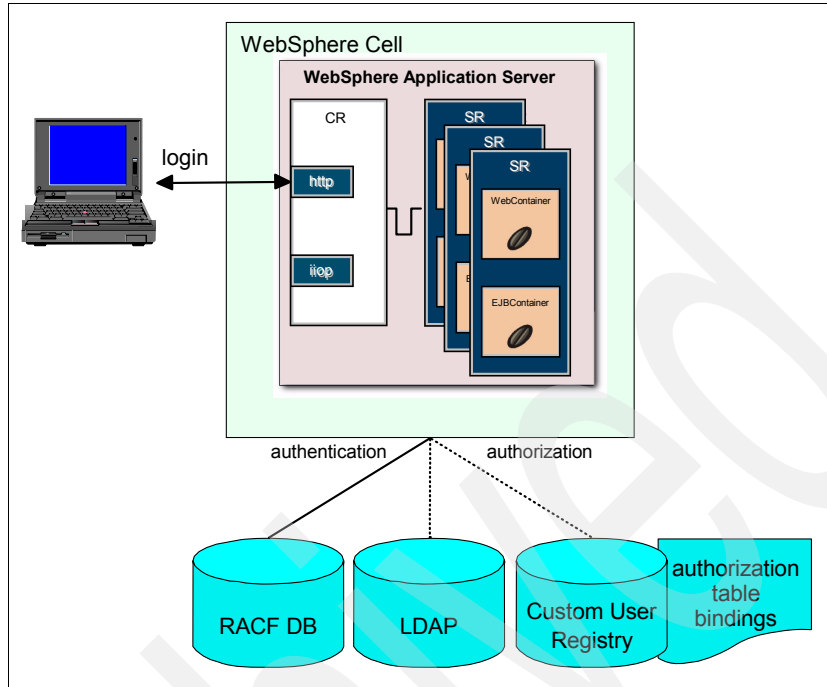 WebSphere Cell
WebSphere Application Server
CR
SR
SR
SR
login
http
iiop
W
WebContainer
E
EJBContainer
authentication
authorization
RACF DB
LDAP
Custom User
Registry
authorization
table
bindings